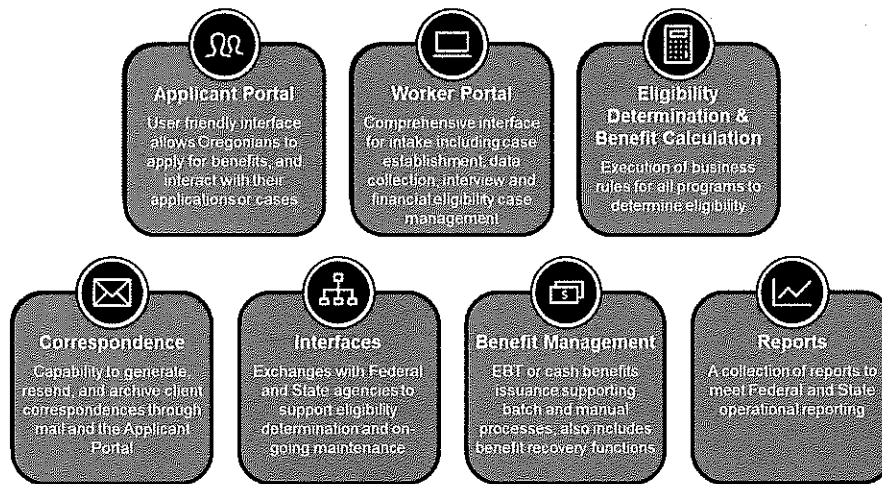 Applicant Portal
User friendly interface
allows Oregonians to
apply for benefits, and
interact with their
applications or cases
Worker Portal
Comprehensive interface
for intake including case
establishment, data
collection, interview and
financial eligibility case
management
Eligibility
Determination &
Benefit Calculation
Execution of business
rules for all programs to
determine eligibility
Correspondence
Capability to generate,
resend, and archive client
correspondences through
mail and the Applicant
Portal
Interfaces
Exchanges with Federal
and State agencies to
support eligibility
determination and on-
going maintenance
Benefit Management
EBT or cash benefits
issuance supporting
batch and manual
processes, also includes
benefit recovery functions
Reports
A collection of reports to
meet Federal and State
operational reporting